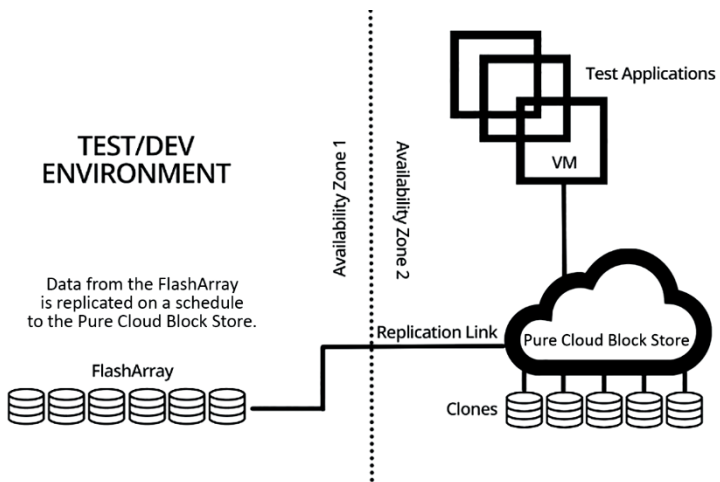 TEST/DEV
ENVIRONMENT
Data from the FlashArray
is replicated on a schedule
to the Pure Cloud Block Store.
FlashArray
Availability Zone 1
Availability Zone 2
Test Applications
VM
Replication Link
Pure Cloud Block Store
Clones